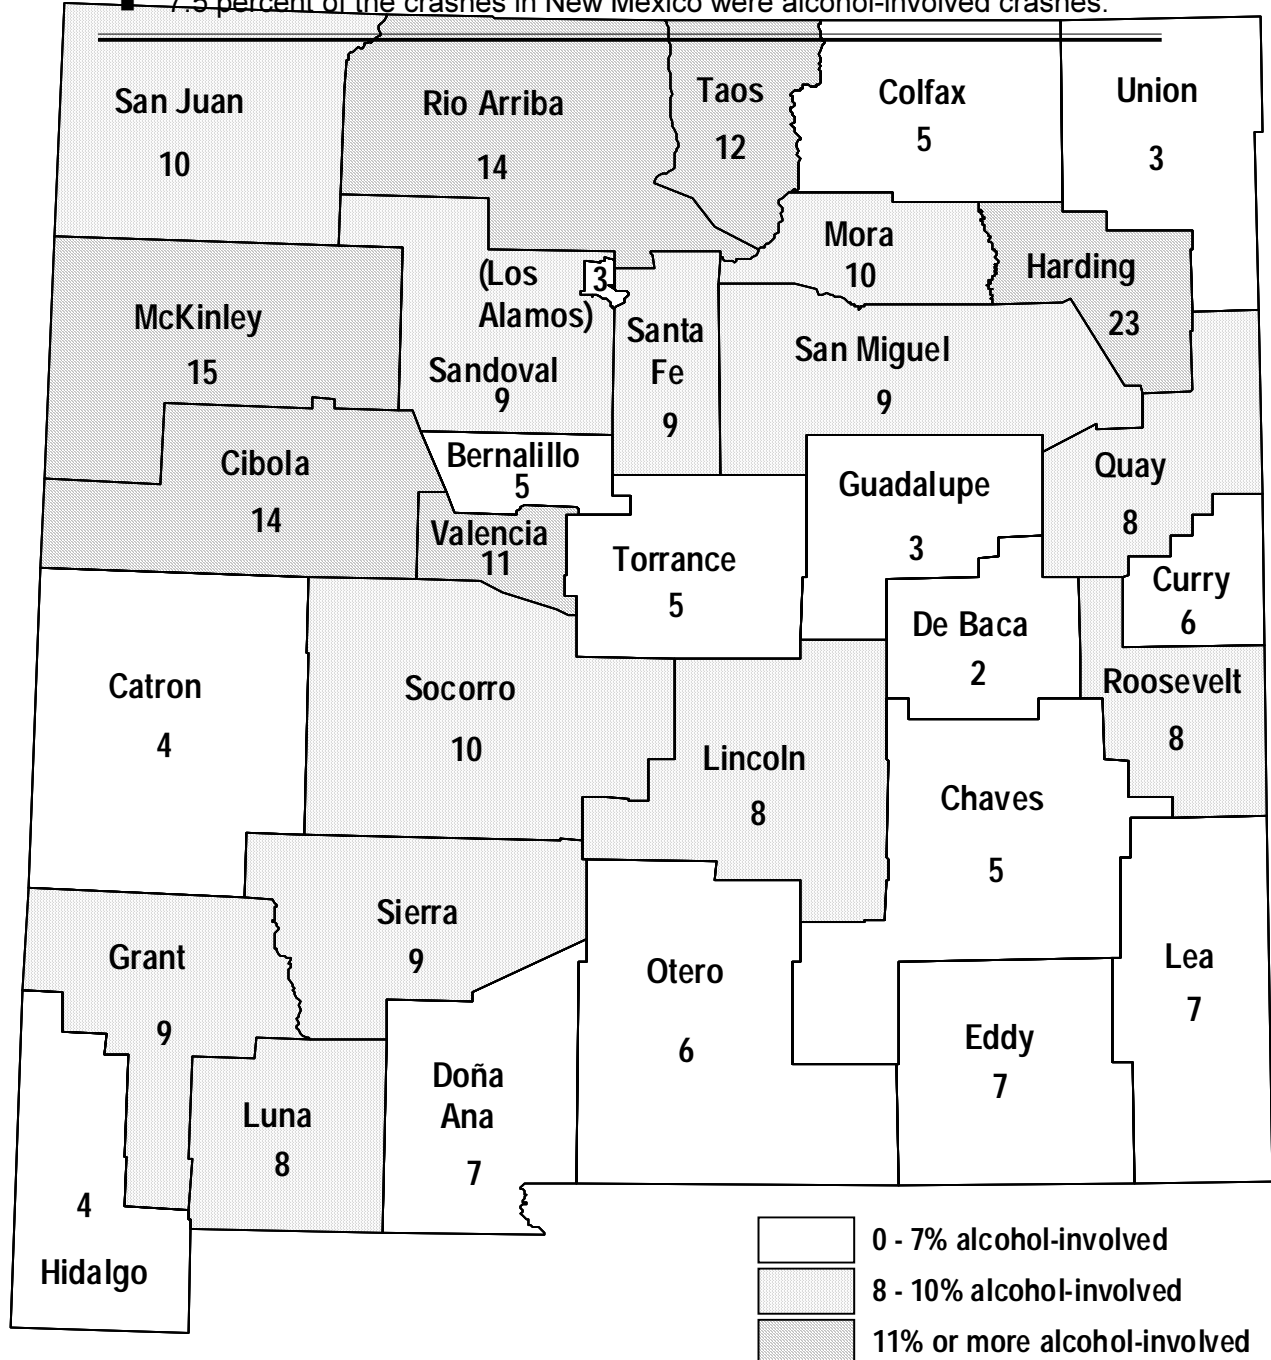 ■ 7.5 percent of the crashes in New Mexico were alcohol-involved crashes.
San Juan
10
Rio Arriba
14
Taos
12
Colfax
5
Union
3
McKinley
15
(Los
Alamos)
3
Sandoval
9
Santa
Fe
9
Mora
10
Harding
23
San Miguel
9
Cibola
14
Bernalillo
5
Valencia
11
Torrance
5
Guadalupe
3
Quay
8
Curry
6
De Baca
2
Roosevelt
8
Catron
4
Socorro
10
Lincoln
8
Chaves
5
Sierra
9
Grant
9
Otero
6
Lea
7
Eddy
7
Doña
Ana
7
Luna
8
4
Hidalgo
0 - 7% alcohol-involved
8 - 10% alcohol-involved
11% or more alcohol-involved